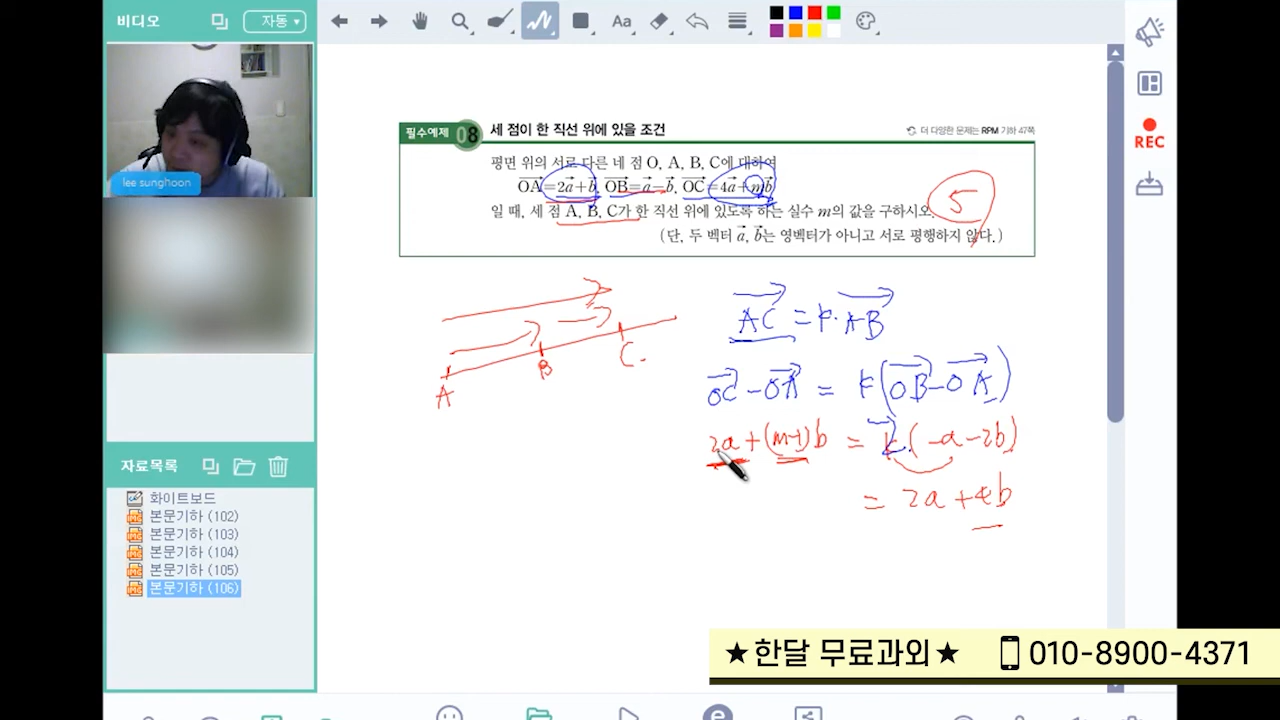 비디오
자동
Aa
REC
lee sunghoon
자료목록
화이트보드
본문기하 (102)
본문기하 (103)
본문기하 (104)
본문기하 (105)
본문기하 (106)
필수예제 08 세 점이 한 직선 위에 있을 조건
더 다양한 문제는 RPM 기하 47쪽
평면 위의 서로 다른 네 점 O, A, B, C에 대하여
OA=2a+b, OB=a-b, OC=4a+mb
일 때, 세 점 A, B, C가 한 직선 위에 있도록 하는 실수 m의 값을 구하시오.
5
(단, 두 벡터 a, b는 영벡터가 아니고 서로 평행하지 않다.)
A B C.
AC = k·AB
OC - OA = k(OB - OA)
2a + (m-1)b = k·(-a-2b)
= 2a + 4b
★한달 무료과외★ 010-8900-4371